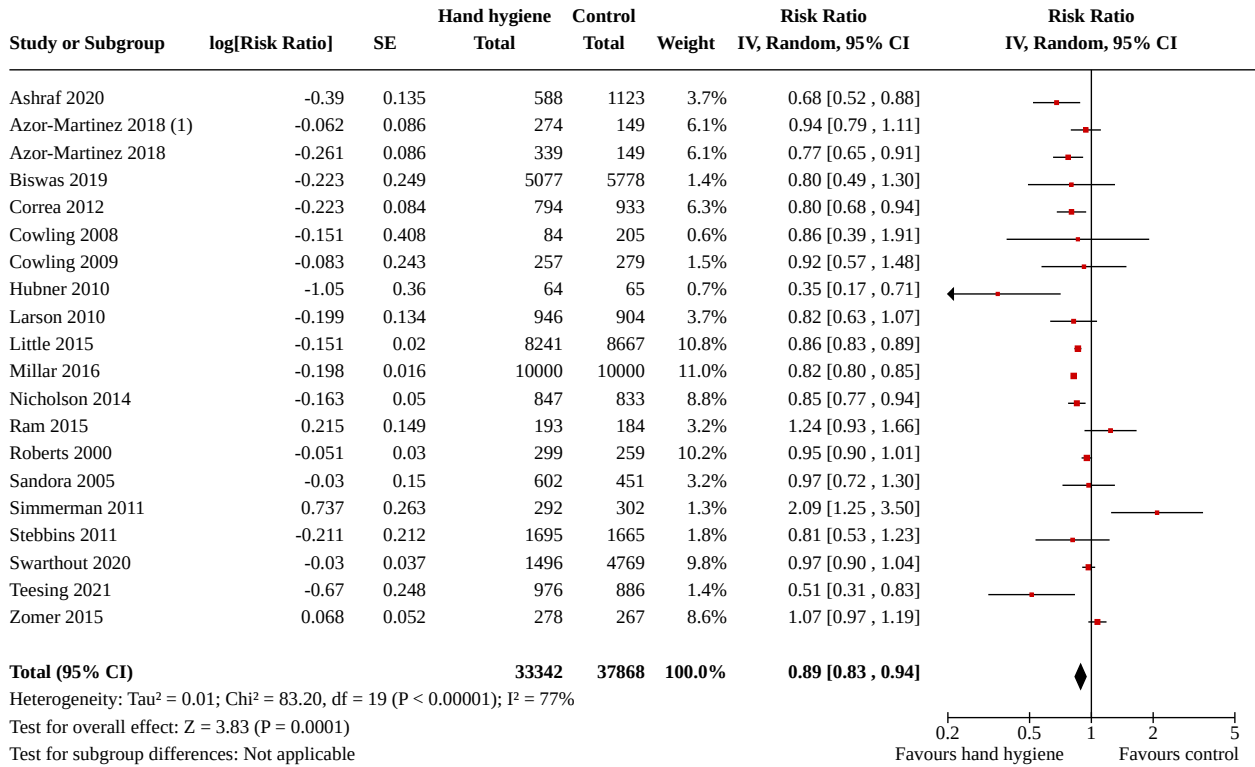 Hand hygiene Control Risk Ratio Risk Ratio
Study or Subgroup log[Risk Ratio] SE Total Total Weight IV, Random, 95% CI IV, Random, 95% CI
Ashraf 2020 -0.39 0.135 588 1123 3.7% 0.68 [0.52 , 0.88]
Azor-Martinez 2018 (1) -0.062 0.086 274 149 6.1% 0.94 [0.79 , 1.11]
Azor-Martinez 2018 -0.261 0.086 339 149 6.1% 0.77 [0.65 , 0.91]
Biswas 2019 -0.223 0.249 5077 5778 1.4% 0.80 [0.49 , 1.30]
Correa 2012 -0.223 0.084 794 933 6.3% 0.80 [0.68 , 0.94]
Cowling 2008 -0.151 0.408 84 205 0.6% 0.86 [0.39 , 1.91]
Cowling 2009 -0.083 0.243 257 279 1.5% 0.92 [0.57 , 1.48]
Hubner 2010 -1.05 0.36 64 65 0.7% 0.35 [0.17 , 0.71]
Larson 2010 -0.199 0.134 946 904 3.7% 0.82 [0.63 , 1.07]
Little 2015 -0.151 0.02 8241 8667 10.8% 0.86 [0.83 , 0.89]
Millar 2016 -0.198 0.016 10000 10000 11.0% 0.82 [0.80 , 0.85]
Nicholson 2014 -0.163 0.05 847 833 8.8% 0.85 [0.77 , 0.94]
Ram 2015 0.215 0.149 193 184 3.2% 1.24 [0.93 , 1.66]
Roberts 2000 -0.051 0.03 299 259 10.2% 0.95 [0.90 , 1.01]
Sandora 2005 -0.03 0.15 602 451 3.2% 0.97 [0.72 , 1.30]
Simmerman 2011 0.737 0.263 292 302 1.3% 2.09 [1.25 , 3.50]
Stebbins 2011 -0.211 0.212 1695 1665 1.8% 0.81 [0.53 , 1.23]
Swarthout 2020 -0.03 0.037 1496 4769 9.8% 0.97 [0.90 , 1.04]
Teesing 2021 -0.67 0.248 976 886 1.4% 0.51 [0.31 , 0.83]
Zomer 2015 0.068 0.052 278 267 8.6% 1.07 [0.97 , 1.19]
Total (95% CI) 33342 37868 100.0% 0.89 [0.83 , 0.94]
Heterogeneity: Tau² = 0.01; Chi² = 83.20, df = 19 (P < 0.00001); I² = 77%
Test for overall effect: Z = 3.83 (P = 0.0001)
Test for subgroup differences: Not applicable
0.2 0.5 1 2 5
Favours hand hygiene Favours control